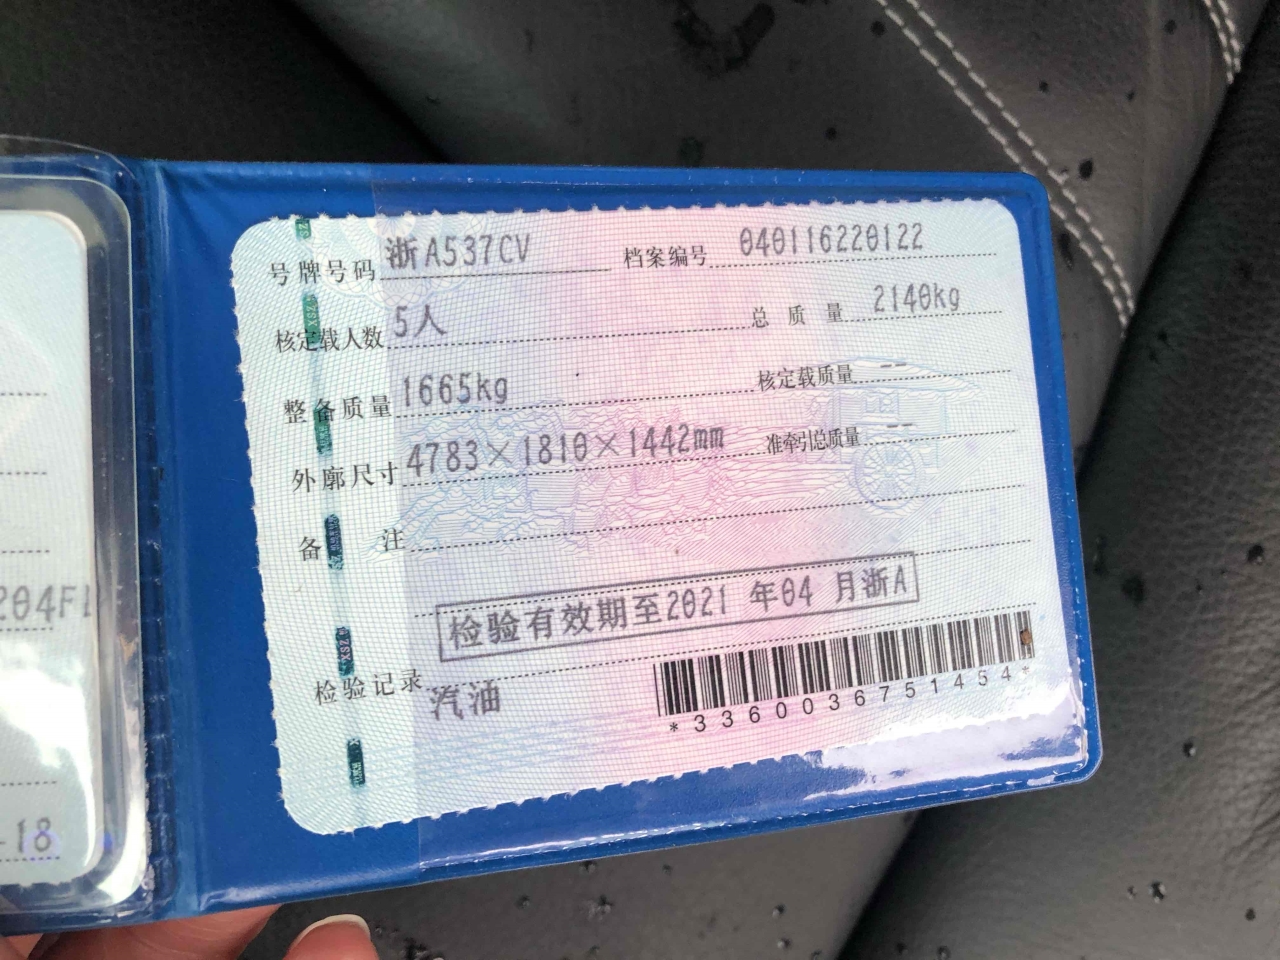 号牌号码 浙A537CV 档案编号 040116220122
核定载人数 5人 总质量 2140kg
整备质量 1665kg 核定载质量 --
外廓尺寸 4783×1810×1442mm 准牵引总质量 --
备注
检验有效期至2021 年04 月浙A
检验记录 汽油
*3360036751454*
204F
-18